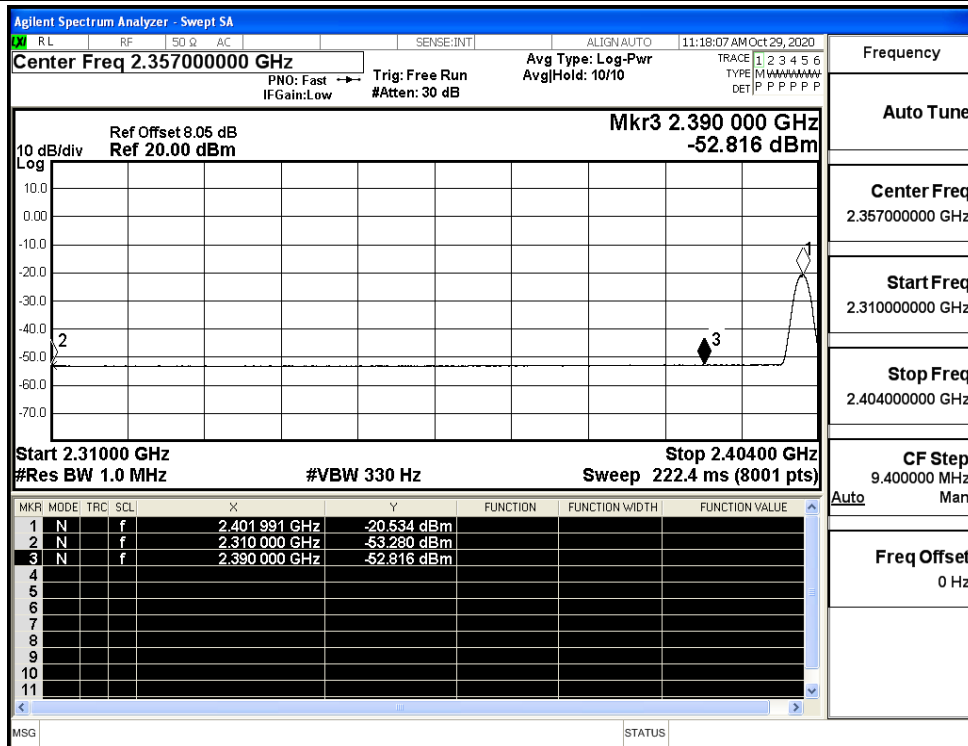 Agilent Spectrum Analyzer - Swept SA
LXI RL RF 50 Ω AC SENSE:INT ALIGN AUTO 11:18:07 AM Oct 29, 2020
Center Freq 2.357000000 GHz
PNO: Fast
IFGain:Low
Trig: Free Run
#Atten: 30 dB
Avg Type: Log-Pwr
Avg|Hold: 10/10
TRACE 1 2 3 4 5 6
TYPE M WWWWW
DET P P P P P P
Ref Offset 8.05 dB
10 dB/div Ref 20.00 dBm
Log
Mkr3 2.390 000 GHz
-52.816 dBm
10.0
0.00
-10.0
-20.0
-30.0
-40.0
-50.0
-60.0
-70.0
1
2
3
Start 2.31000 GHz Stop 2.40400 GHz
#Res BW 1.0 MHz #VBW 330 Hz Sweep 222.4 ms (8001 pts)
MKR MODE TRC SCL X Y FUNCTION FUNCTION WIDTH FUNCTION VALUE
1 N f 2.401 991 GHz -20.534 dBm
2 N f 2.310 000 GHz -53.280 dBm
3 N f 2.390 000 GHz -52.816 dBm
4
5
6
7
8
9
10
11
MSG STATUS
Frequency
Auto Tune
Center Freq
2.357000000 GHz
Start Freq
2.310000000 GHz
Stop Freq
2.404000000 GHz
CF Step
9.400000 MHz
Auto Man
Freq Offset
0 Hz